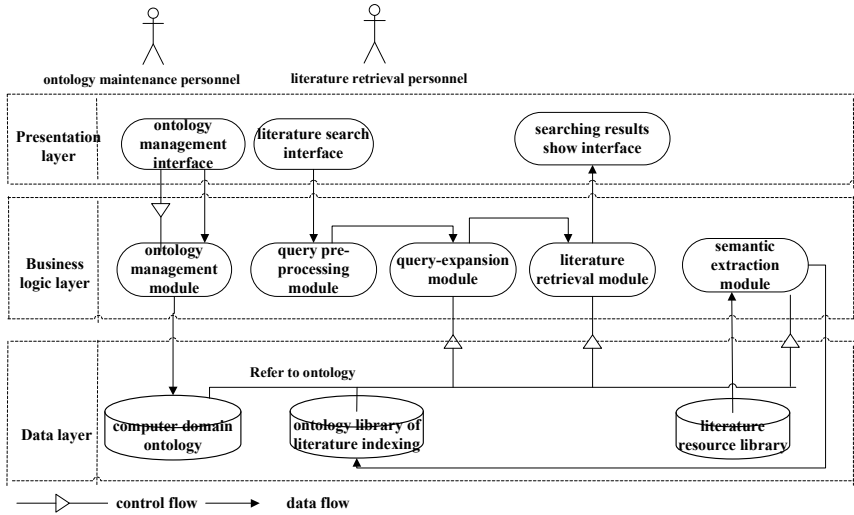 ontology maintenance personnel
literature retrieval personnel
Presentation
layer
ontology
management
interface
literature search
interface
searching results
show interface
Business
logic layer
ontology
management
module
query pre-
processing
module
query-expansion
module
literature
retrieval module
semantic
extraction
module
Refer to ontology
Data layer
computer domain
ontology
ontology library of
literature indexing
literature
resource library
control flow
data flow